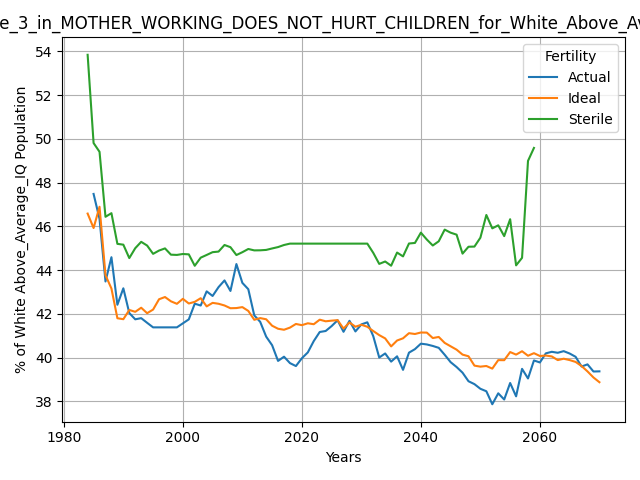 e_3_in_MOTHER_WORKING_DOES_NOT_HURT_CHILDREN_for_White_Above_Av
% of White Above_Average_IQ Population
54
52
50
48
46
44
42
40
38
Fertility
Actual
Ideal
Sterile
1980
2000
2020
2040
2060
Years